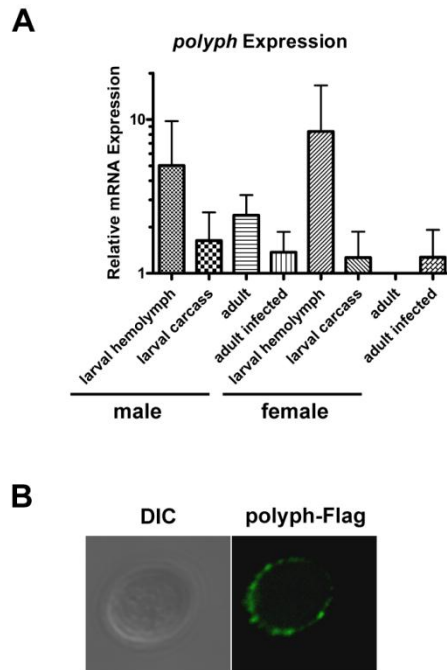 A
polyph Expression
Relative mRNA Expression
10
1
larval hemolymph
larval carcass
adult
adult infected
larval hemolymph
larval carcass
adult
adult infected
male female
B
DIC polyph-Flag